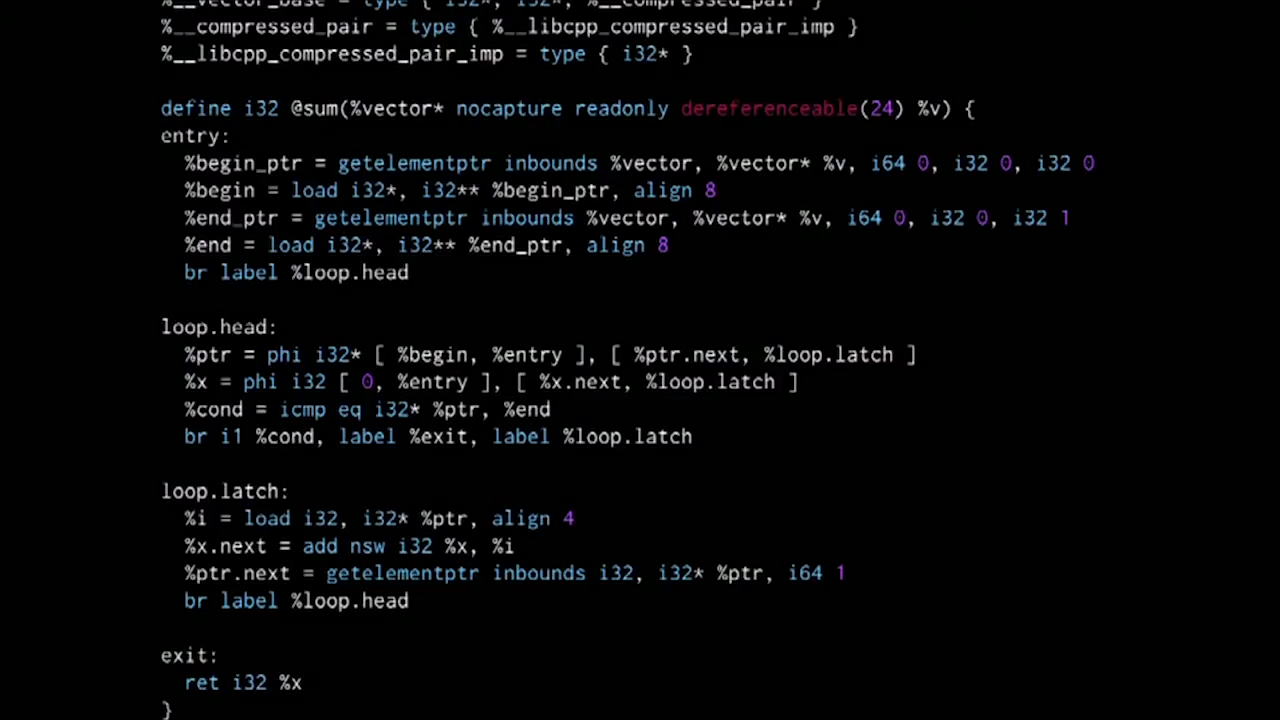 %__vector_base = type { i32*, i32*, %__compressed_pair }
%__compressed_pair = type { %__libcpp_compressed_pair_imp }
%__libcpp_compressed_pair_imp = type { i32* }

define i32 @sum(%vector* nocapture readonly dereferenceable(24) %v) {
entry:
  %begin_ptr = getelementptr inbounds %vector, %vector* %v, i64 0, i32 0, i32 0
  %begin = load i32*, i32** %begin_ptr, align 8
  %end_ptr = getelementptr inbounds %vector, %vector* %v, i64 0, i32 0, i32 1
  %end = load i32*, i32** %end_ptr, align 8
  br label %loop.head

loop.head:
  %ptr = phi i32* [ %begin, %entry ], [ %ptr.next, %loop.latch ]
  %x = phi i32 [ 0, %entry ], [ %x.next, %loop.latch ]
  %cond = icmp eq i32* %ptr, %end
  br i1 %cond, label %exit, label %loop.latch

loop.latch:
  %i = load i32, i32* %ptr, align 4
  %x.next = add nsw i32 %x, %i
  %ptr.next = getelementptr inbounds i32, i32* %ptr, i64 1
  br label %loop.head

exit:
  ret i32 %x
}